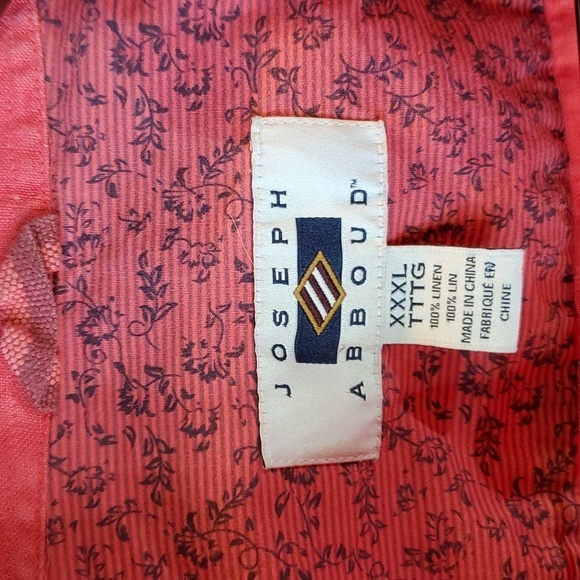 JOSEPH
ABBOUD™
XXXL
TTTG
100% LINEN
100% LIN
MADE IN CHINA
FABRIQUÉ EN
CHINE